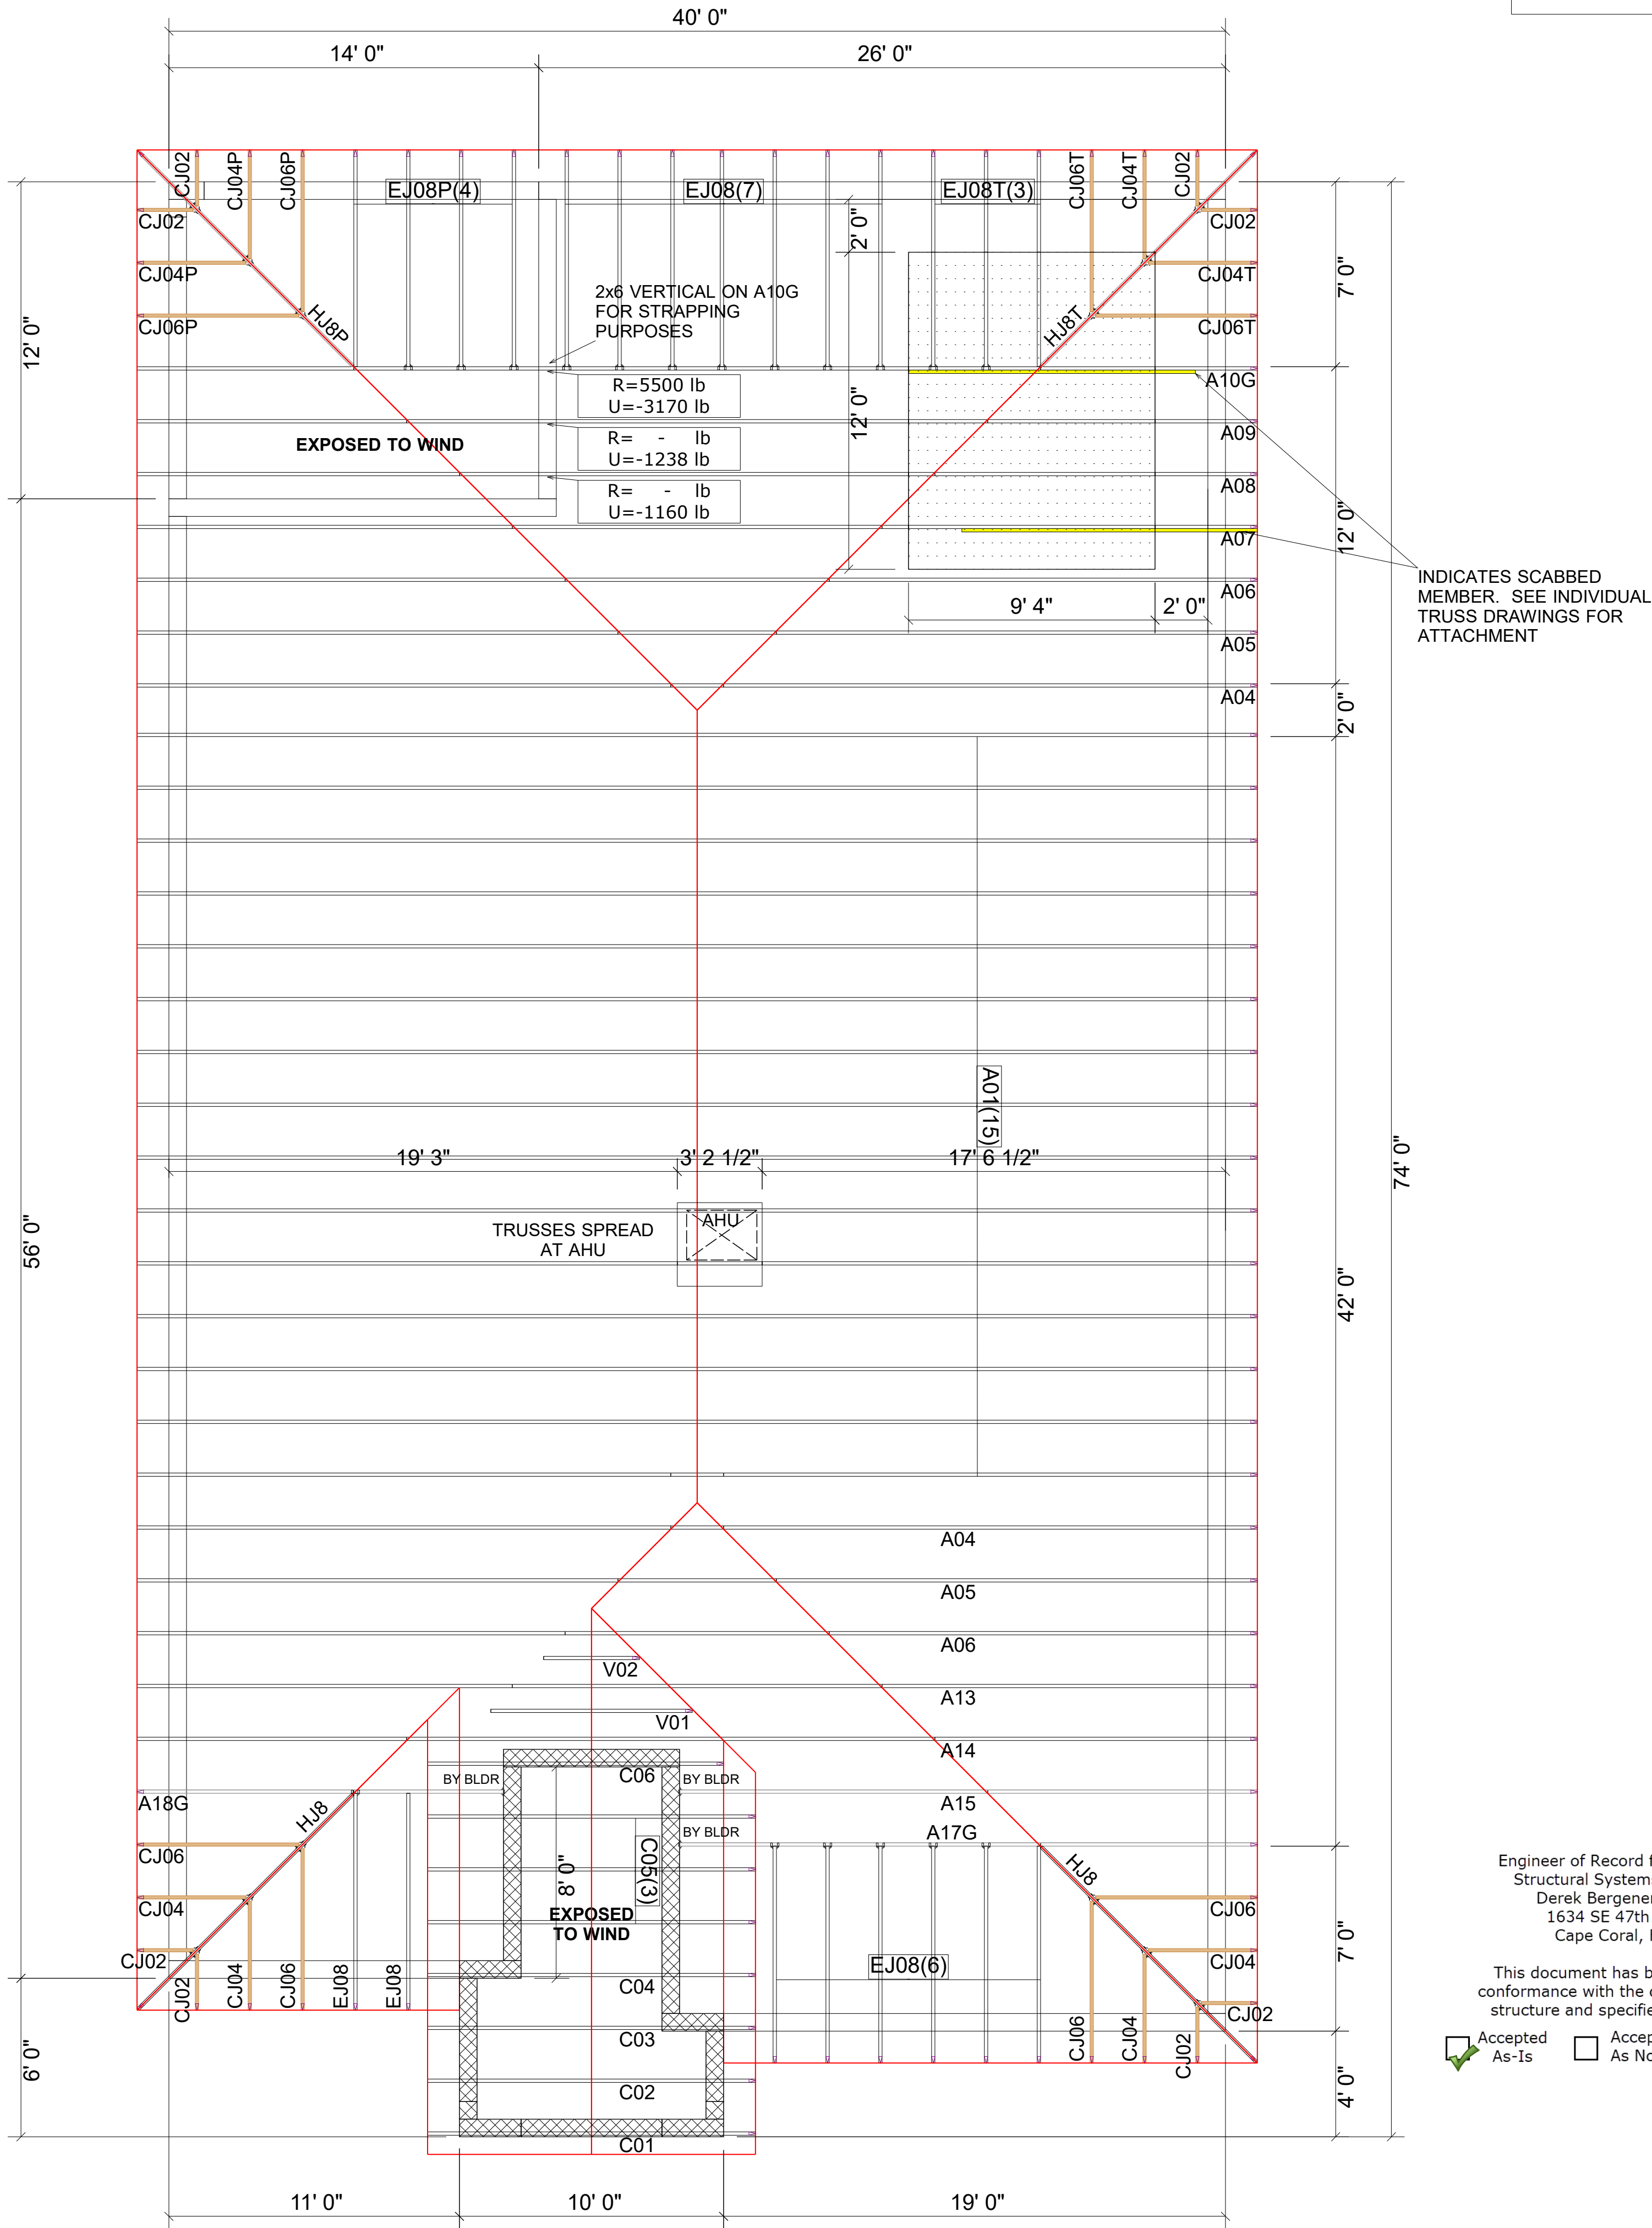 40' 0"
14' 0"
26' 0"
CJ02
CJ04P
CJ06P
EJ08P(4)
EJ08(7)
EJ08T(3)
CJ06T
CJ04T
CJ02
CJ02
CJ02
CJ04P
CJ04T
CJ06P
CJ06T
HJ8P
HJ8T
2' 0"
7' 0"
12' 0"
2x6 VERTICAL ON A10G
FOR STRAPPING
PURPOSES
R=5500 lb
U=-3170 lb
A10G
12' 0"
R= - lb
U=-1238 lb
A09
EXPOSED TO WIND
R= - lb
U=-1160 lb
A08
A07
12' 0"
INDICATES SCABBED
MEMBER. SEE INDIVIDUAL
TRUSS DRAWINGS FOR
ATTACHMENT
A06
9' 4"
2' 0"
A05
A04
2' 0"
A01(15)
74' 0"
19' 3"
3' 2 1/2"
17' 6 1/2"
AHU
TRUSSES SPREAD
AT AHU
56' 0"
42' 0"
A04
A05
A06
V02
A13
V01
A14
C06
BY BLDR
BY BLDR
A18G
A15
HJ8
BY BLDR
A17G
CJ06
C05(3)
HJ8
8' 0"
CJ04
CJ06
EXPOSED
TO WIND
CJ02
CJ04
EJ08(6)
7' 0"
CJ02
CJ04
CJ06
EJ08
EJ08
C04
CJ02
C03
CJ06
CJ04
CJ02
6' 0"
C02
4' 0"
C01
11' 0"
10' 0"
19' 0"
Engineer of Record
Structural System
Derek Bergene
1634 SE 47th
Cape Coral,
This document has b
conformance with the
structure and specifie
Accepted
As-Is
Accep
As No